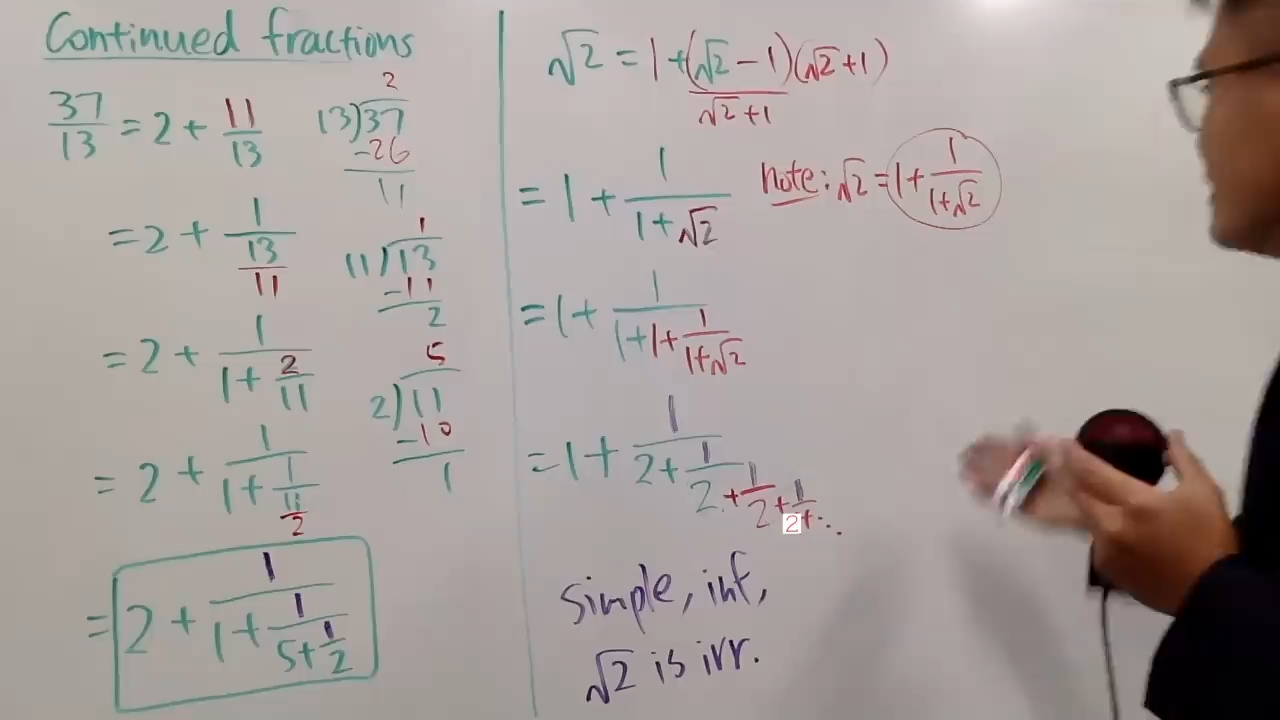 Continued fractions
37/13 = 2 + 11/13
= 2 + 1/(13/11)
= 2 + 1/(1 + 2/11)
= 2 + 1/(1 + 1/(11/2))
= 2 + 1/(1 + 1/(5 + 1/2))
2
13)37
-26
11
1
11)13
-11
2
5
2)11
-10
1
√2 = 1 + (√2 - 1)(√2 + 1)/(√2 + 1)
= 1 + 1/(1 + √2)
note: √2 = 1 + 1/(1 + √2)
= 1 + 1/(1 + 1 + 1/(1 + √2))
= 1 + 1/(2 + 1/(2 + 1/(2 + 1/(2 + ⋱))))
simple, inf,
√2 is irr.